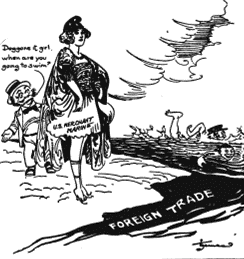 Doggone it, girl,
when are you
going to swim?
U.S. MERCHANT
MARINE
FOREIGN TRADE